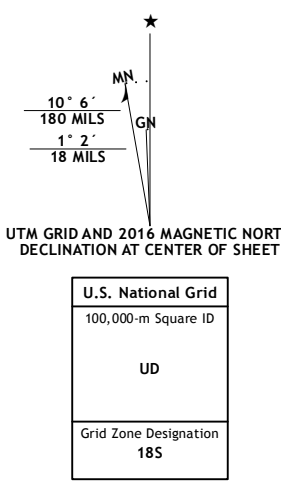 ★
MN
10° 6´
180 MILS
GN
1° 2´
18 MILS
UTM GRID AND 2016 MAGNETIC NORT
DECLINATION AT CENTER OF SHEET
U.S. National Grid
100,000-m Square ID
UD
Grid Zone Designation
18S